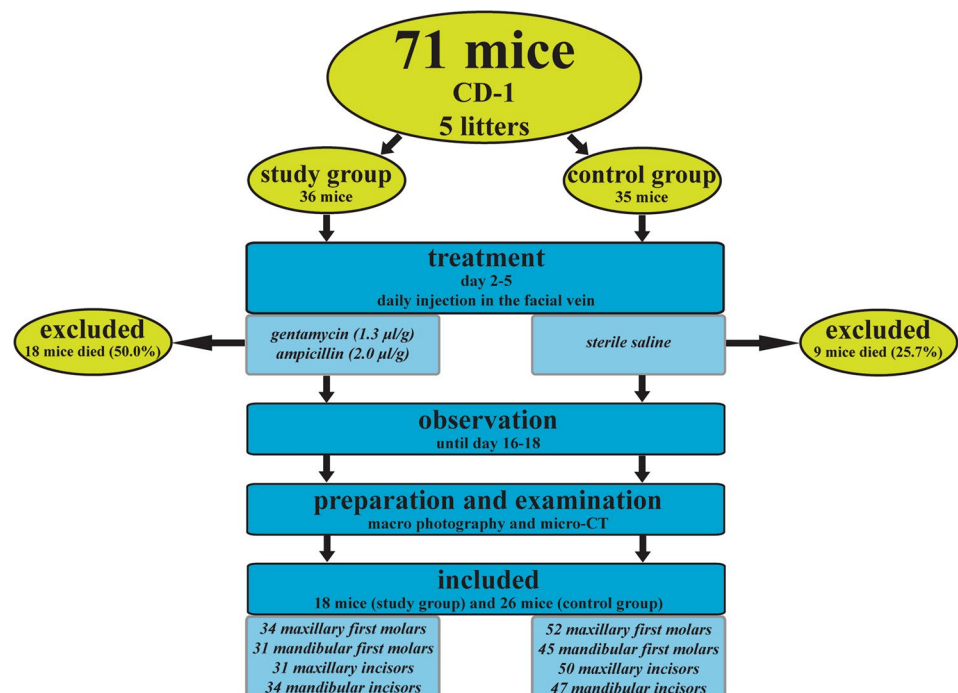 71 mice
CD-1
5 litters
study group
36 mice
control group
35 mice
treatment
day 2-5
daily injection in the facial vein
excluded
18 mice died (50.0%)
gentamycin (1.3 µl/g)
ampicillin (2.0 µl/g)
sterile saline
excluded
9 mice died (25.7%)
observation
until day 16-18
preparation and examination
macro photography and micro-CT
included
18 mice (study group) and 26 mice (control group)
34 maxillary first molars
31 mandibular first molars
31 maxillary incisors
34 mandibular incisors
52 maxillary first molars
45 mandibular first molars
50 maxillary incisors
47 mandibular incisors